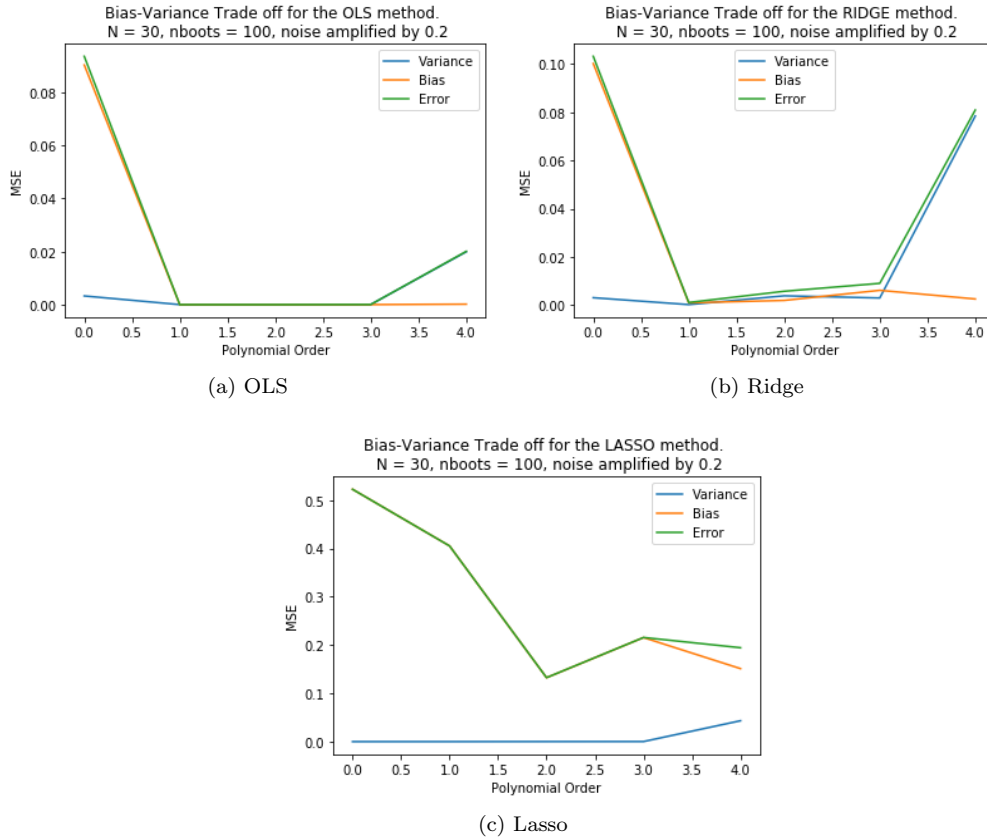 Bias-Variance Trade off for the OLS method.
N = 30, nboots = 100, noise amplified by 0.2
Variance
Bias
Error
MSE
0.08
0.06
0.04
0.02
0.00
0.0 0.5 1.0 1.5 2.0 2.5 3.0 3.5 4.0
Polynomial Order
(a) OLS
Bias-Variance Trade off for the RIDGE method.
N = 30, nboots = 100, noise amplified by 0.2
Variance
Bias
Error
MSE
0.10
0.08
0.06
0.04
0.02
0.00
0.0 0.5 1.0 1.5 2.0 2.5 3.0 3.5 4.0
Polynomial Order
(b) Ridge
Bias-Variance Trade off for the LASSO method.
N = 30, nboots = 100, noise amplified by 0.2
Variance
Bias
Error
MSE
0.5
0.4
0.3
0.2
0.1
0.0
0.0 0.5 1.0 1.5 2.0 2.5 3.0 3.5 4.0
Polynomial Order
(c) Lasso